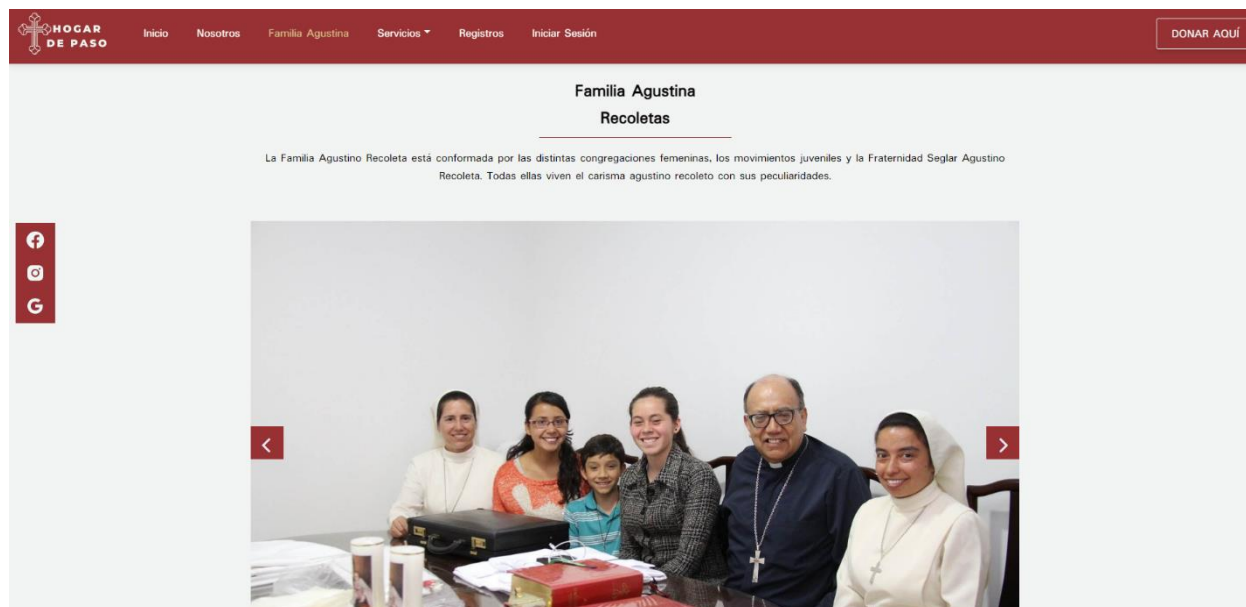 HOGAR
DE PASO
Inicio
Nosotros
Familia Agustina
Servicios
Registros
Iniciar Sesión
DONAR AQUÍ
Familia Agustina
Recoletas
La Familia Agustino Recoleta está conformada por las distintas congregaciones femeninas, los movimientos juveniles y la Fraternidad Seglar Agustino
Recoleta. Todas ellas viven el carisma agustino recoleto con sus peculiaridades.